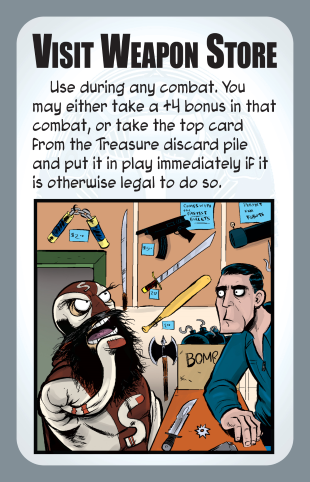 VISIT WEAPON STORE
Use during any combat. You
may either take a +4 bonus in that
combat, or take the top card
from the Treasure discard pile
and put it in play immediately if it
is otherwise legal to do so.
BOMB
S